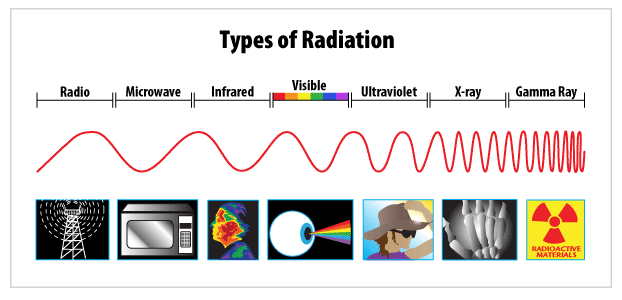 Types of Radiation
Radio Microwave Infrared Visible Ultraviolet X-ray Gamma Ray
RADIOACTIVE
MATERIALS